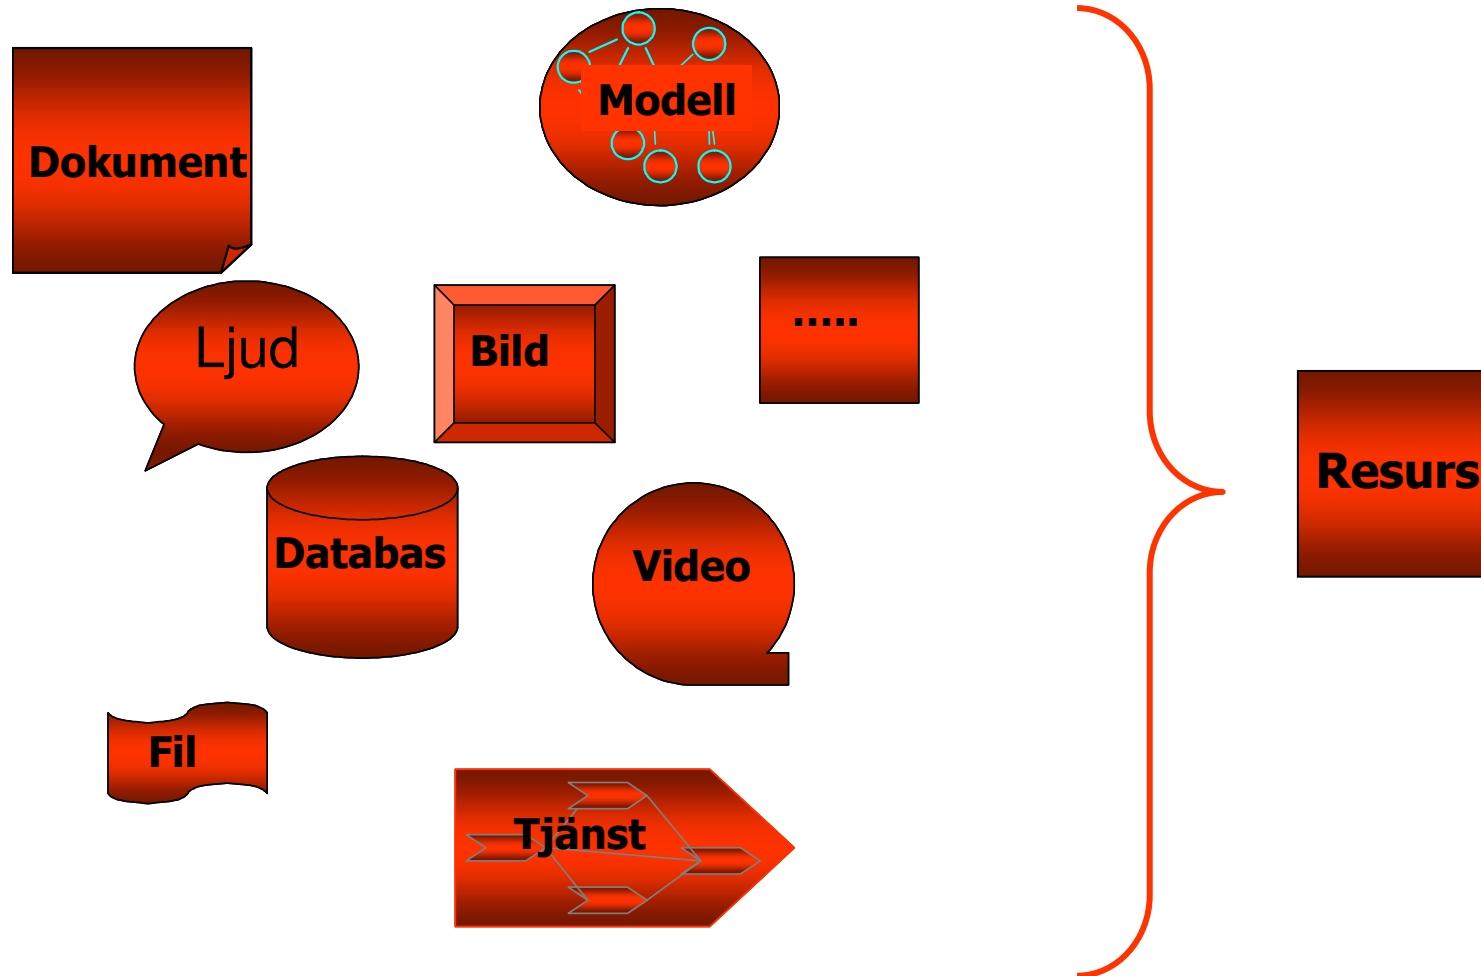 Modell
Dokument
Ljud
Bild
.....
Resurs
Databas
Video
Fil
Tjänst